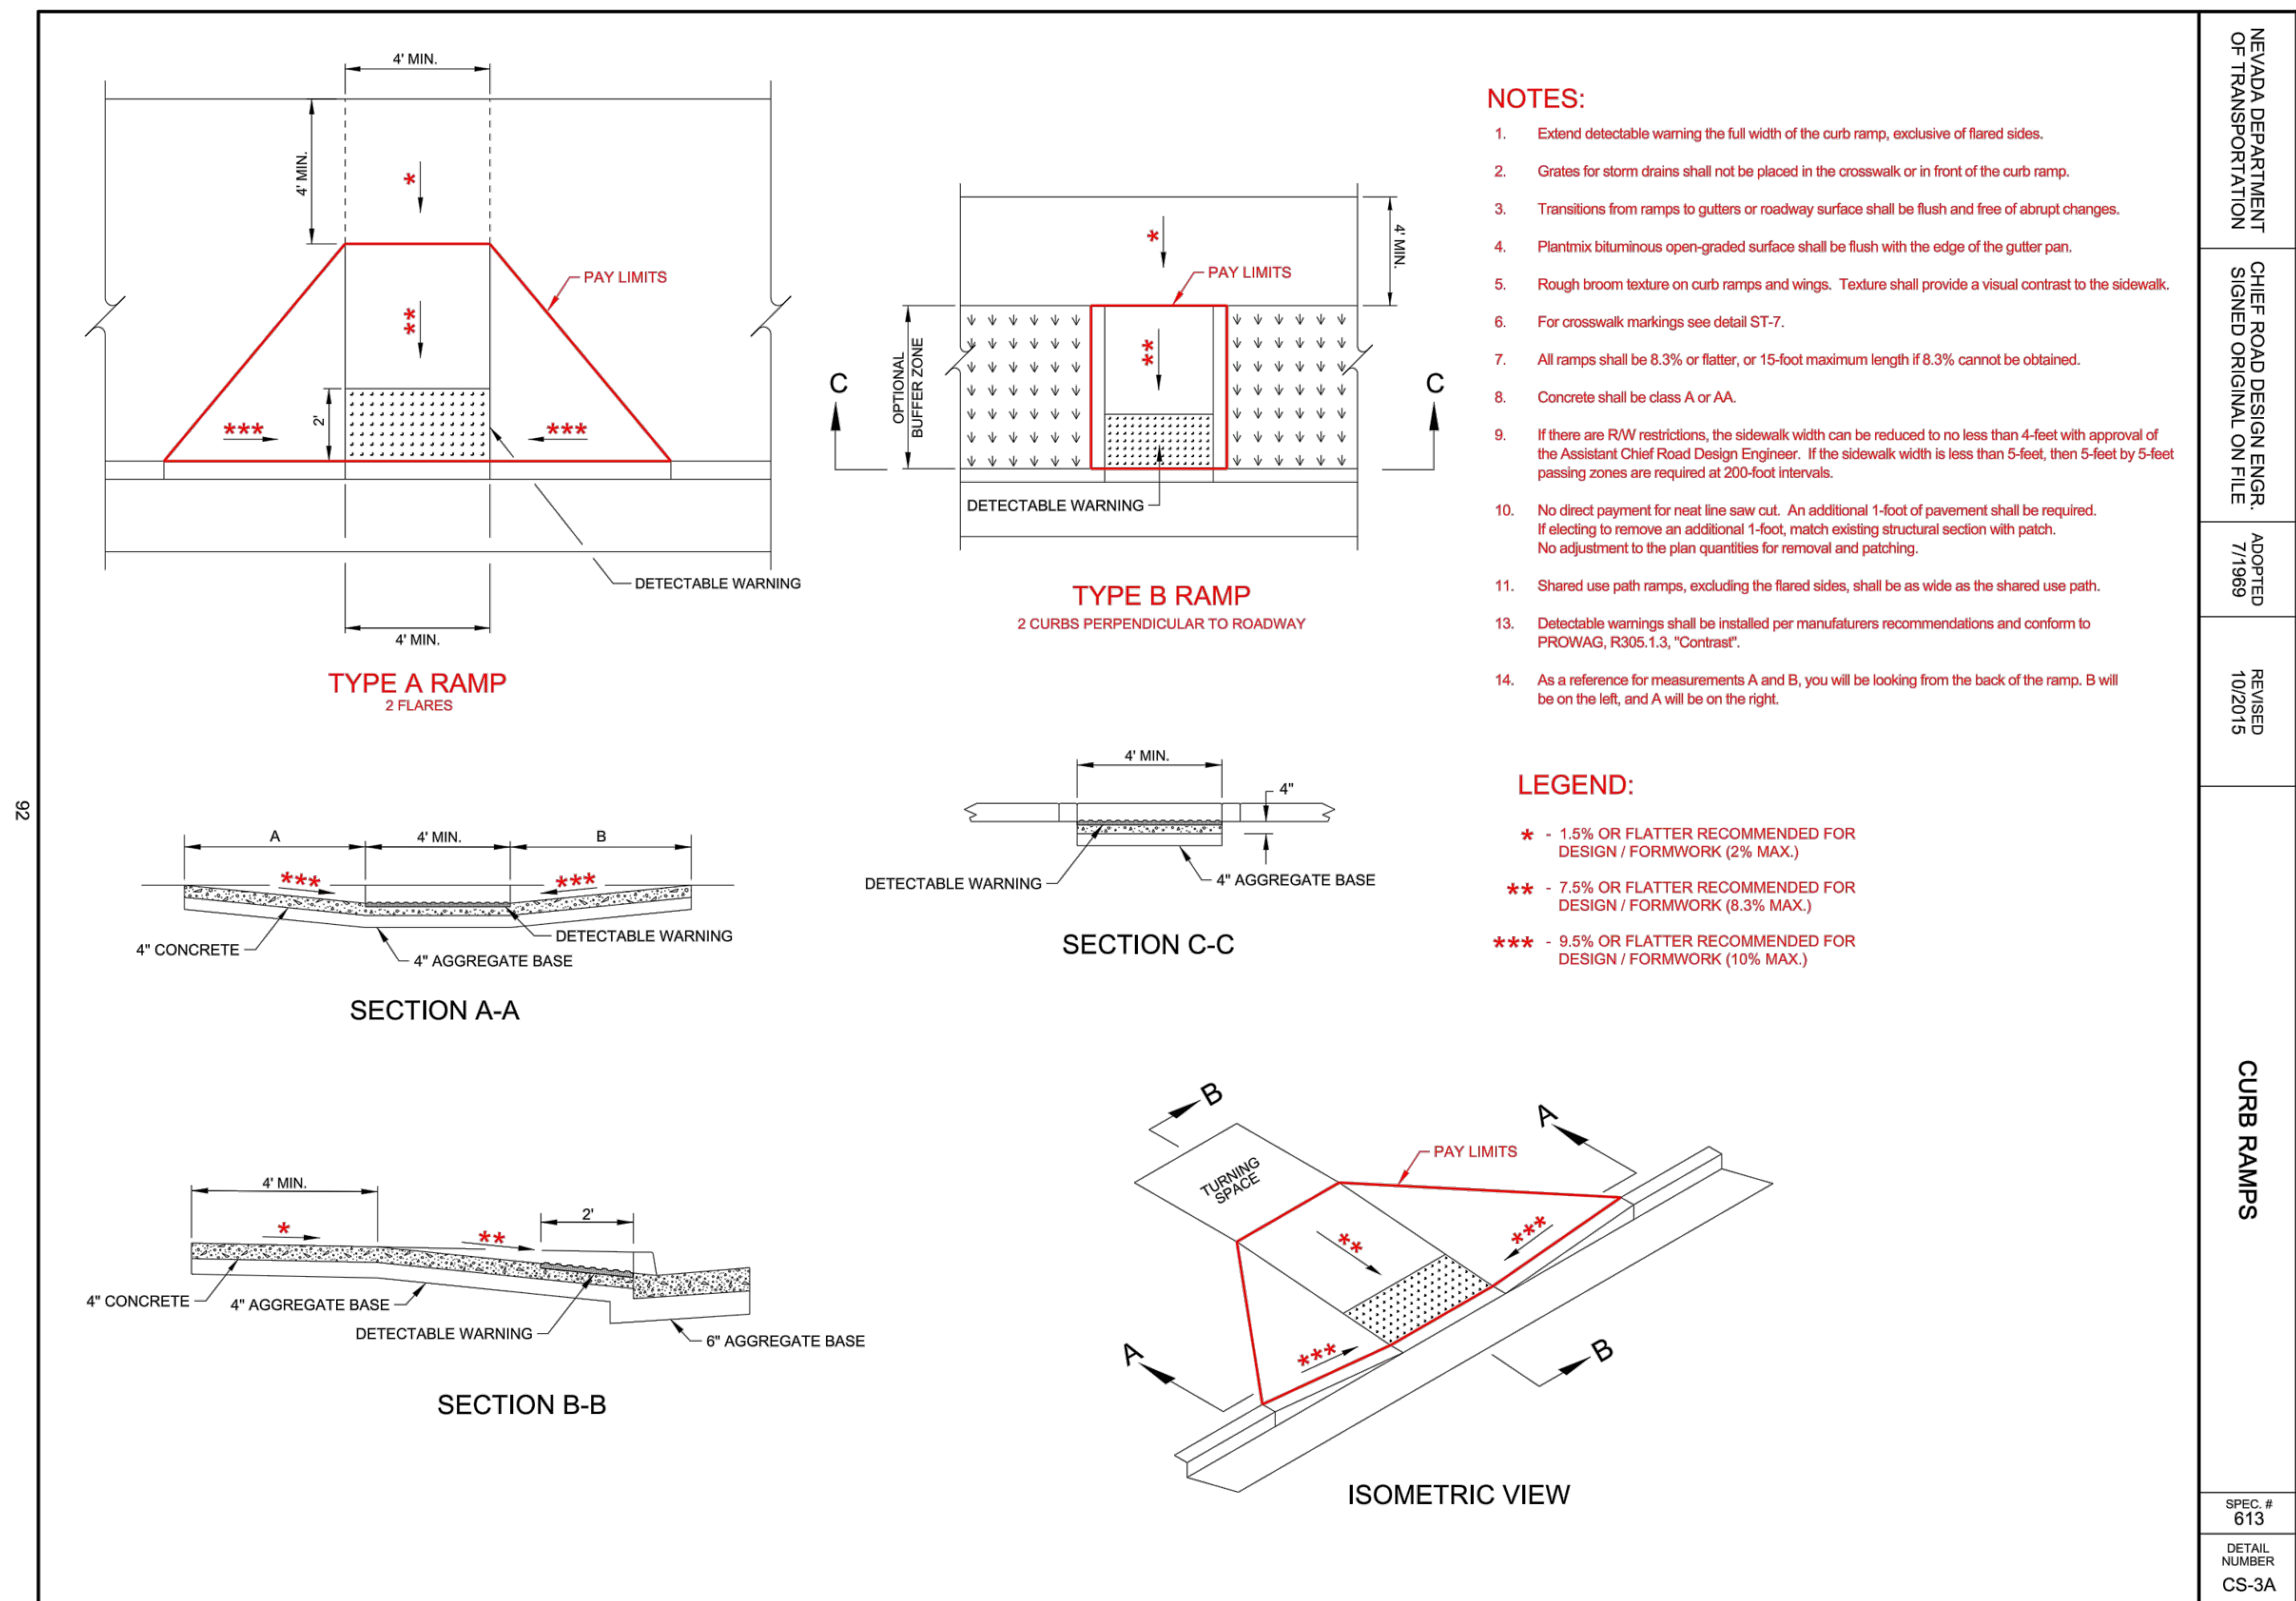 4' MIN.
4' MIN.
*
PAY LIMITS
**
2'
***
***
DETECTABLE WARNING
4' MIN.
TYPE A RAMP
2 FLARES
*
4' MIN.
PAY LIMITS
OPTIONAL
BUFFER ZONE
**
C
C
DETECTABLE WARNING
TYPE B RAMP
2 CURBS PERPENDICULAR TO ROADWAY
NOTES:
1. Extend detectable warning the full width of the curb ramp, exclusive of flared sides.
2. Grates for storm drains shall not be placed in the crosswalk or in front of the curb ramp.
3. Transitions from ramps to gutters or roadway surface shall be flush and free of abrupt changes.
4. Plantmix bituminous open-graded surface shall be flush with the edge of the gutter pan.
5. Rough broom texture on curb ramps and wings. Texture shall provide a visual contrast to the sidewalk.
6. For crosswalk markings see detail ST-7.
7. All ramps shall be 8.3% or flatter, or 15-foot maximum length if 8.3% cannot be obtained.
8. Concrete shall be class A or AA.
9. If there are R/W restrictions, the sidewalk width can be reduced to no less than 4-feet with approval of
the Assistant Chief Road Design Engineer. If the sidewalk width is less than 5-feet, then 5-feet by 5-feet
passing zones are required at 200-foot intervals.
10. No direct payment for neat line saw cut. An additional 1-foot of pavement shall be required.
If electing to remove an additional 1-foot, match existing structural section with patch.
No adjustment to the plan quantities for removal and patching.
11. Shared use path ramps, excluding the flared sides, shall be as wide as the shared use path.
13. Detectable warnings shall be installed per manufaturers recommendations and conform to
PROWAG, R305.1.3, "Contrast".
14. As a reference for measurements A and B, you will be looking from the back of the ramp. B will
be on the left, and A will be on the right.
LEGEND:
* - 1.5% OR FLATTER RECOMMENDED FOR
DESIGN / FORMWORK (2% MAX.)
** - 7.5% OR FLATTER RECOMMENDED FOR
DESIGN / FORMWORK (8.3% MAX.)
*** - 9.5% OR FLATTER RECOMMENDED FOR
DESIGN / FORMWORK (10% MAX.)
A
4' MIN.
B
***
***
4" CONCRETE
4" AGGREGATE BASE
DETECTABLE WARNING
SECTION A-A
4' MIN.
4"
DETECTABLE WARNING
4" AGGREGATE BASE
SECTION C-C
4' MIN.
*
**
2'
4" CONCRETE
4" AGGREGATE BASE
DETECTABLE WARNING
6" AGGREGATE BASE
SECTION B-B
B
A
TURNING
SPACE
PAY LIMITS
**
***
***
A
B
ISOMETRIC VIEW
92
NEVADA DEPARTMENT
OF TRANSPORTATION
CHIEF ROAD DESIGN ENGR.
SIGNED ORIGINAL ON FILE
ADOPTED
7/1969
REVISED
10/2015
CURB RAMPS
SPEC. #
613
DETAIL
NUMBER
CS-3A